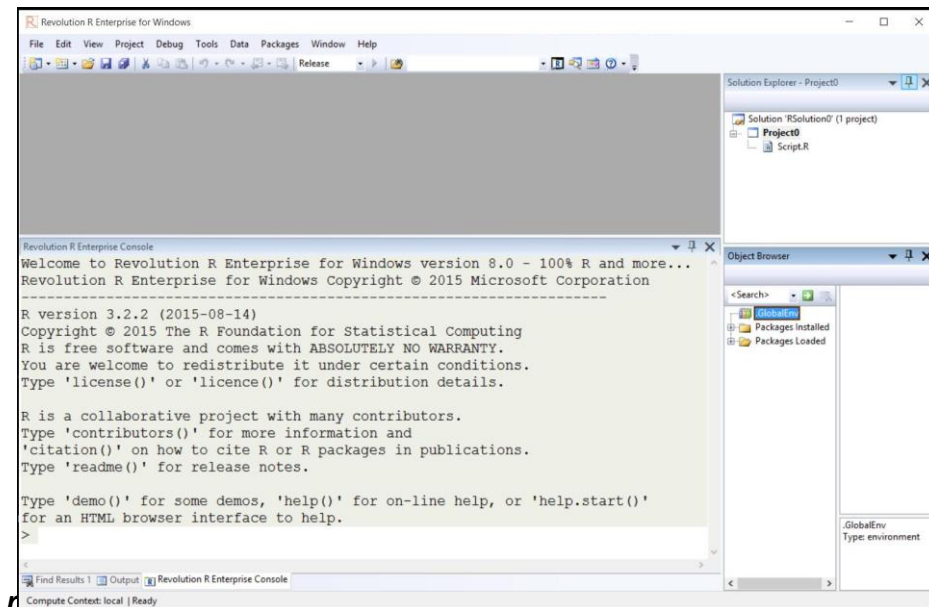 Revolution R Enterprise for Windows
File Edit View Project Debug Tools Data Packages Window Help
Release
Solution Explorer - Project0
Solution 'RSolution0' (1 project)
Project0
Script.R
Revolution R Enterprise Console
Welcome to Revolution R Enterprise for Windows version 8.0 - 100% R and more...
Revolution R Enterprise for Windows Copyright © 2015 Microsoft Corporation
--------------------------------------------------------------------------
R version 3.2.2 (2015-08-14)
Copyright © 2015 The R Foundation for Statistical Computing
R is free software and comes with ABSOLUTELY NO WARRANTY.
You are welcome to redistribute it under certain conditions.
Type 'license()' or 'licence()' for distribution details.
R is a collaborative project with many contributors.
Type 'contributors()' for more information and
'citation()' on how to cite R or R packages in publications.
Type 'readme()' for release notes.
Type 'demo()' for some demos, 'help()' for on-line help, or 'help.start()'
for an HTML browser interface to help.
>
Object Browser
<Search>
.GlobalEnv
Packages Installed
Packages Loaded
.GlobalEnv
Type: environment
Find Results 1 Output Revolution R Enterprise Console
Compute Context: local | Ready
r